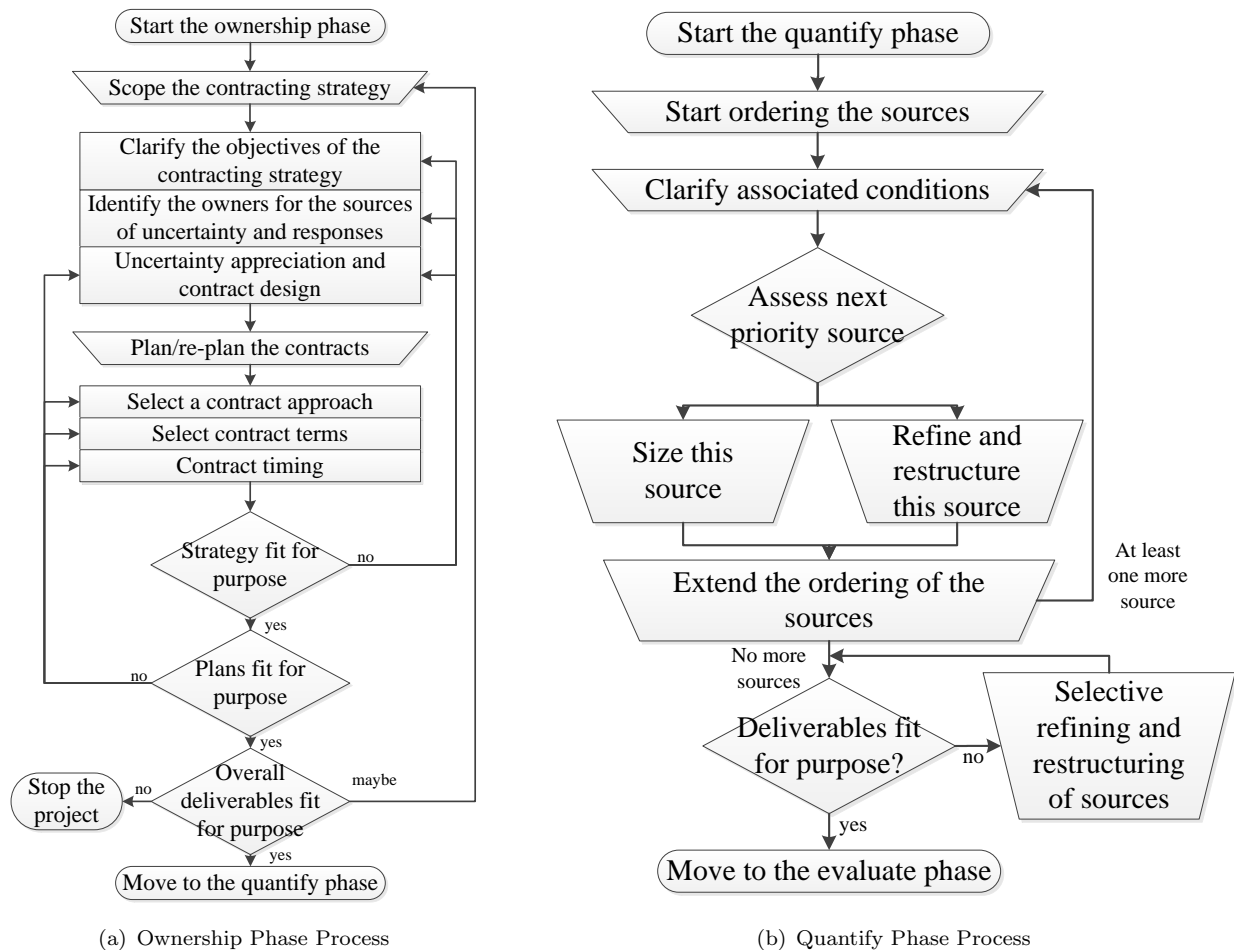 Start the ownership phase
Scope the contracting strategy
Clarify the objectives of the
contracting strategy
Identify the owners for the sources
of uncertainty and responses
Uncertainty appreciation and
contract design
Plan/re-plan the contracts
Select a contract approach
Select contract terms
Contract timing
Strategy fit for
purpose
no
yes
Plans fit for
purpose
no
yes
Overall
deliverables fit
for purpose
maybe
no
Stop the
project
yes
Move to the quantify phase
(a) Ownership Phase Process
Start the quantify phase
Start ordering the sources
Clarify associated conditions
Assess next
priority source
Size this
source
Refine and
restructure
this source
At least
one more
source
Extend the ordering of the
sources
No more
sources
Deliverables fit
for purpose?
no
Selective
refining and
restructuring
of sources
yes
Move to the evaluate phase
(b) Quantify Phase Process